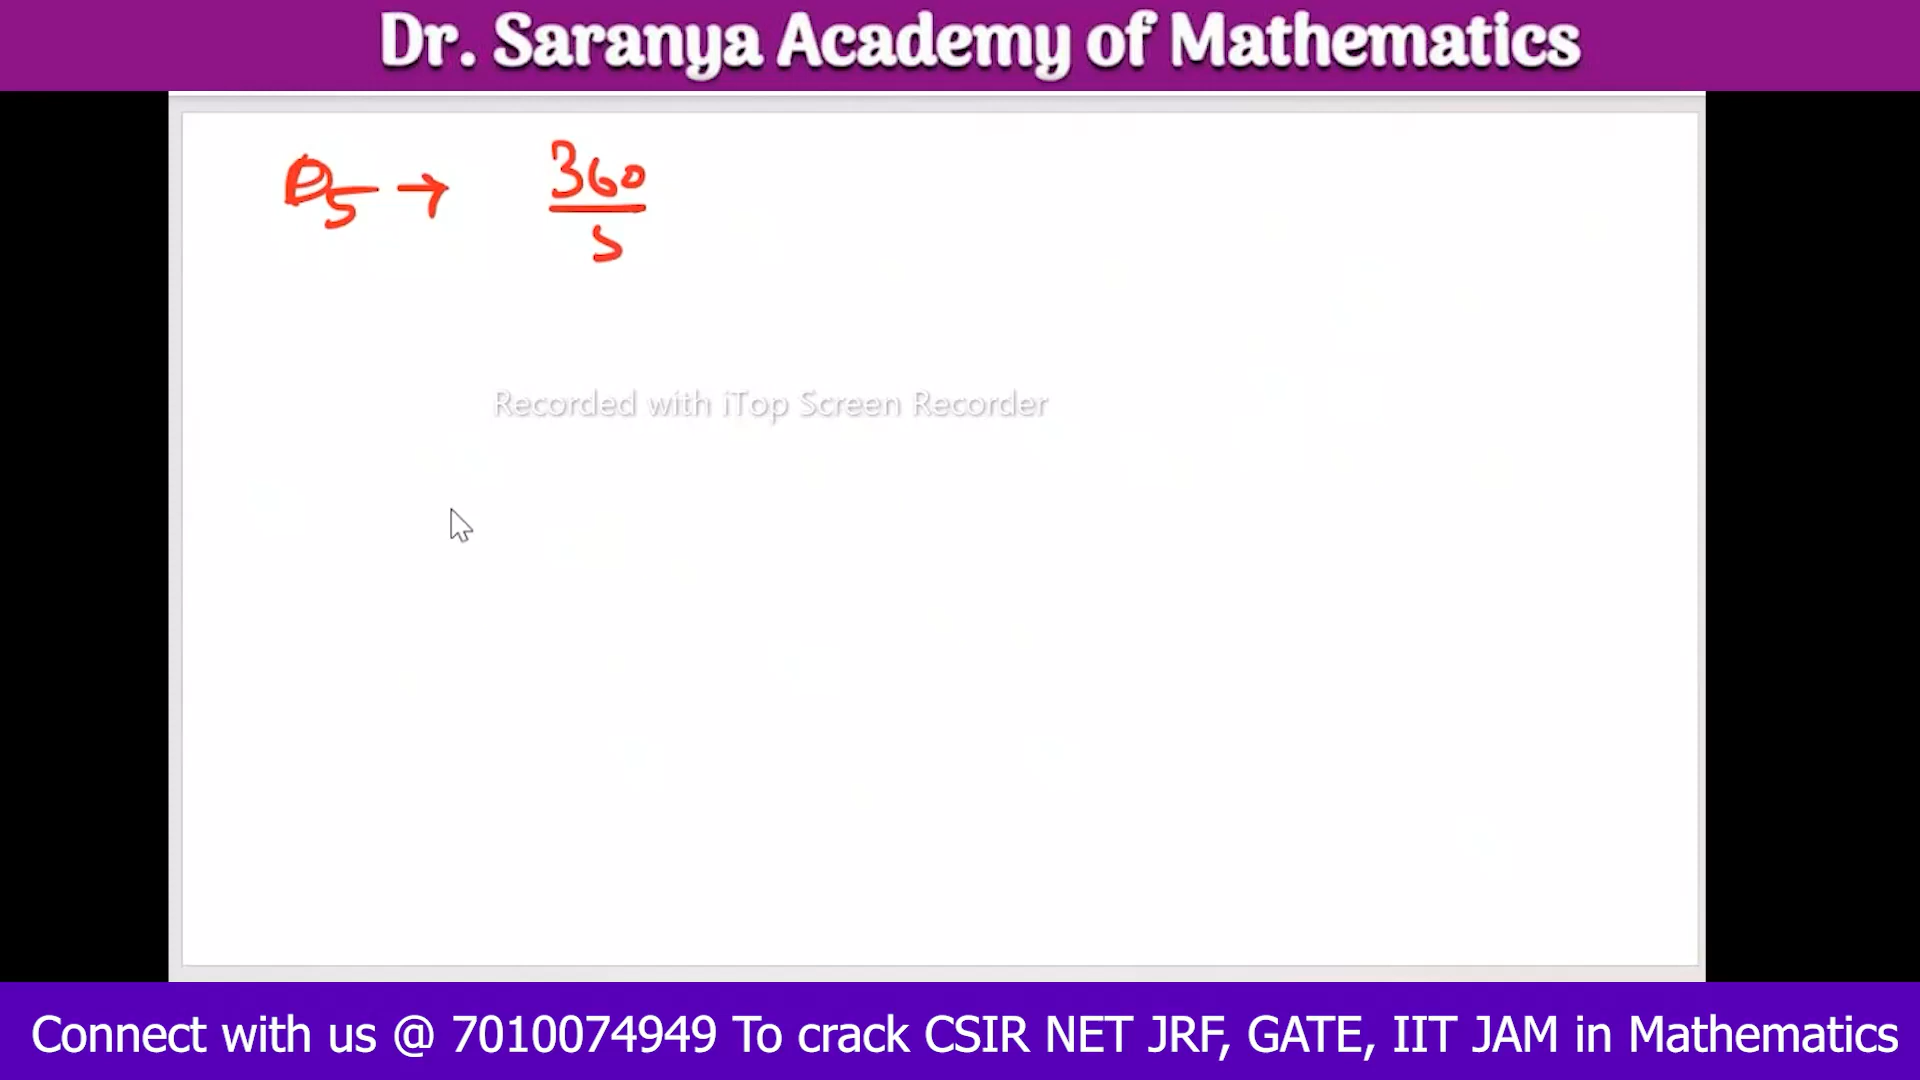 Dr. Saranya Academy of Mathematics
D5 → 360
5
Recorded with iTop Screen Recorder
Connect with us @ 7010074949 To crack CSIR NET JRF, GATE, IIT JAM in Mathematics